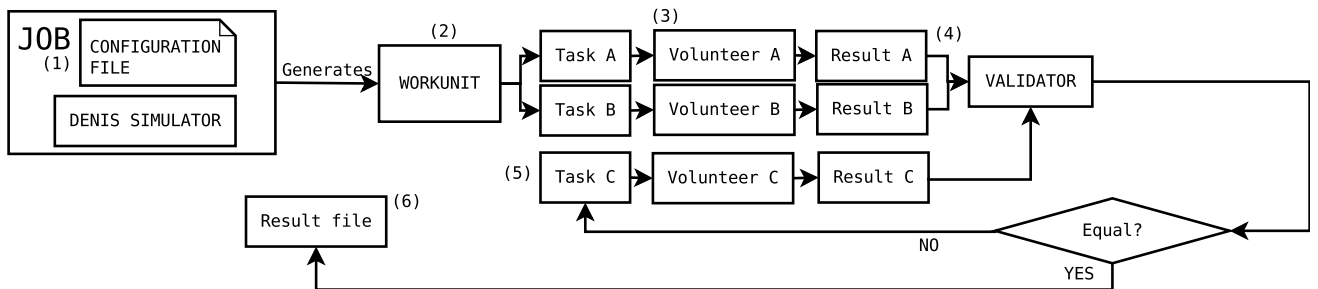 JOB
(1)
CONFIGURATION
FILE
DENIS SIMULATOR
Generates
(2)
WORKUNIT
(3)
Task A
Volunteer A
Result A
(4)
Task B
Volunteer B
Result B
VALIDATOR
(5)
Task C
Volunteer C
Result C
Result file
(6)
Equal?
NO
YES